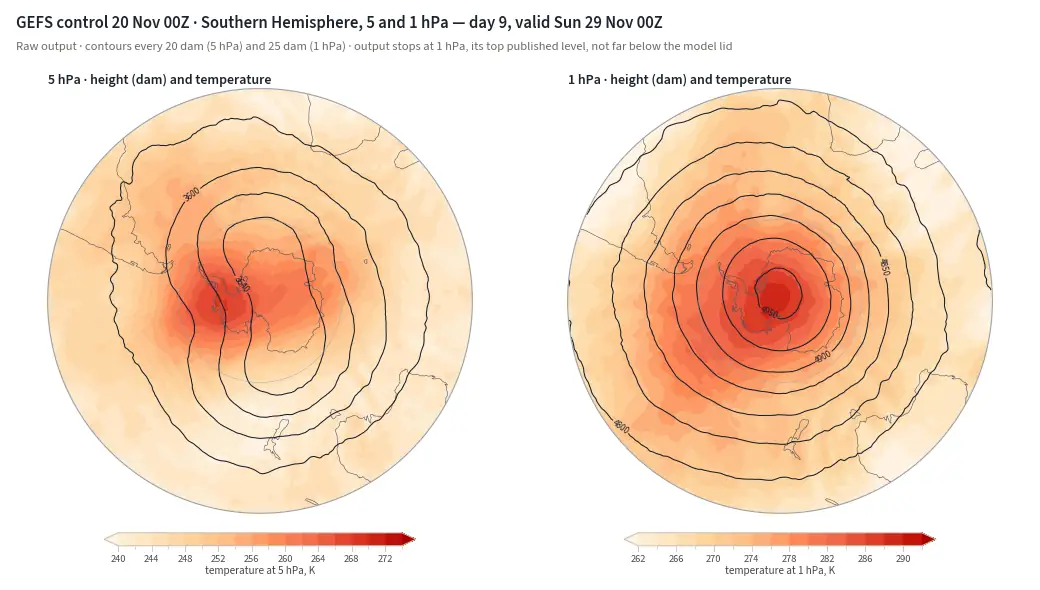 GEFS control 20 Nov 00Z · Southern Hemisphere, 5 and 1 hPa — day 9, valid Sun 29 Nov 00Z
Raw output · contours every 20 dam (5 hPa) and 25 dam (1 hPa) · output stops at 1 hPa, its top published level, not far below the model lid
5 hPa · height (dam) and temperature
1 hPa · height (dam) and temperature
3600
4650
4900
4600
240 244 248 252 256 260 264 268 272
temperature at 5 hPa, K
262 266 270 274 278 282 286 290
temperature at 1 hPa, K